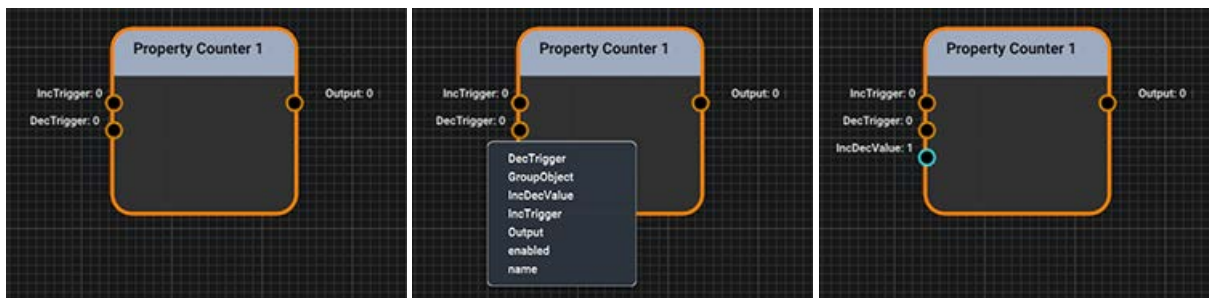 Property Counter 1
IncTrigger: 0
Output: 0
DecTrigger: 0
Property Counter 1
IncTrigger: 0
Output: 0
DecTrigger: 0
DecTrigger
GroupObject
IncDecValue
IncTrigger
Output
enabled
name
Property Counter 1
IncTrigger: 0
Output: 0
DecTrigger: 0
IncDecValue: 1